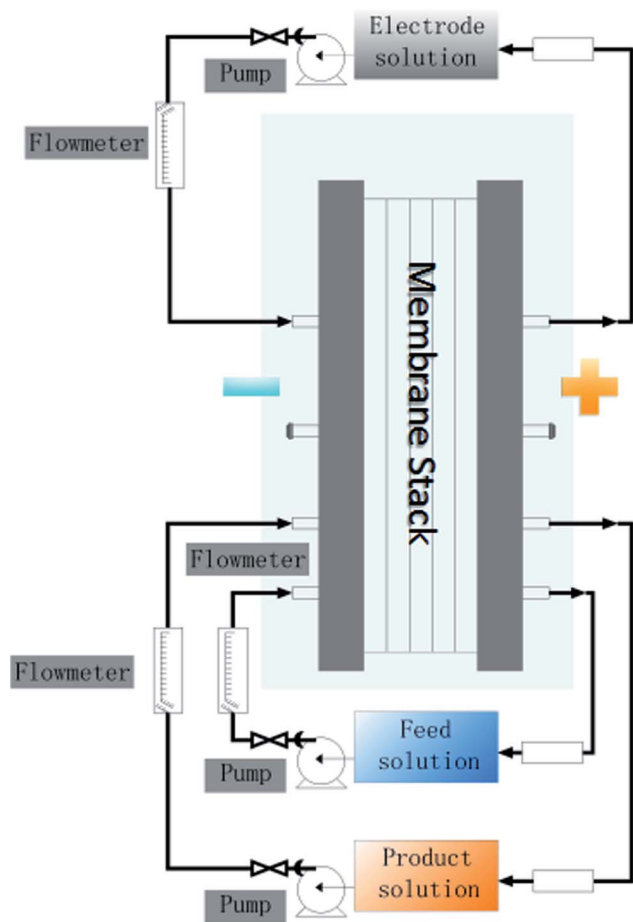 Electrode
solution
Pump
Flowmeter
Membrane Stack
Flowmeter
Flowmeter
Feed
solution
Pump
Product
solution
Pump